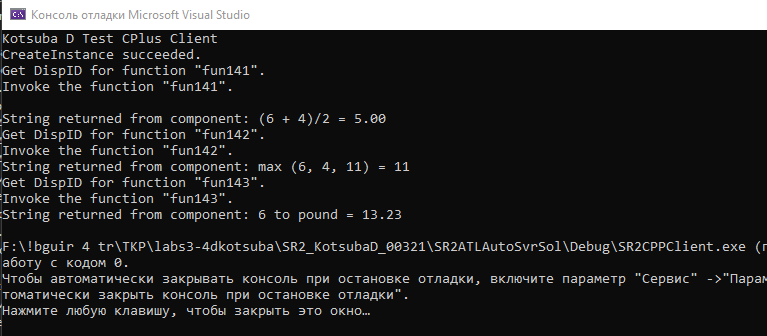 C:\ Консоль отладки Microsoft Visual Studio
Kotsuba D Test CPlus Client
CreateInstance succeeded.
Get DispID for function "fun141".
Invoke the function "fun141".
String returned from component: (6 + 4)/2 = 5.00
Get DispID for function "fun142".
Invoke the function "fun142".
String returned from component: max (6, 4, 11) = 11
Get DispID for function "fun143".
Invoke the function "fun143".
String returned from component: 6 to pound = 13.23
F:\!bguir 4 tr\TKP\labs3-4dkotsuba\SR2_KotsubaD_00321\SR2ATLAutoSvrSol\Debug\SR2CPPClient.exe (п
аботу с кодом 0.
Чтобы автоматически закрывать консоль при остановке отладки, включите параметр "Сервис" ->"Парам
томатически закрыть консоль при остановке отладки".
Нажмите любую клавишу, чтобы закрыть это окно…